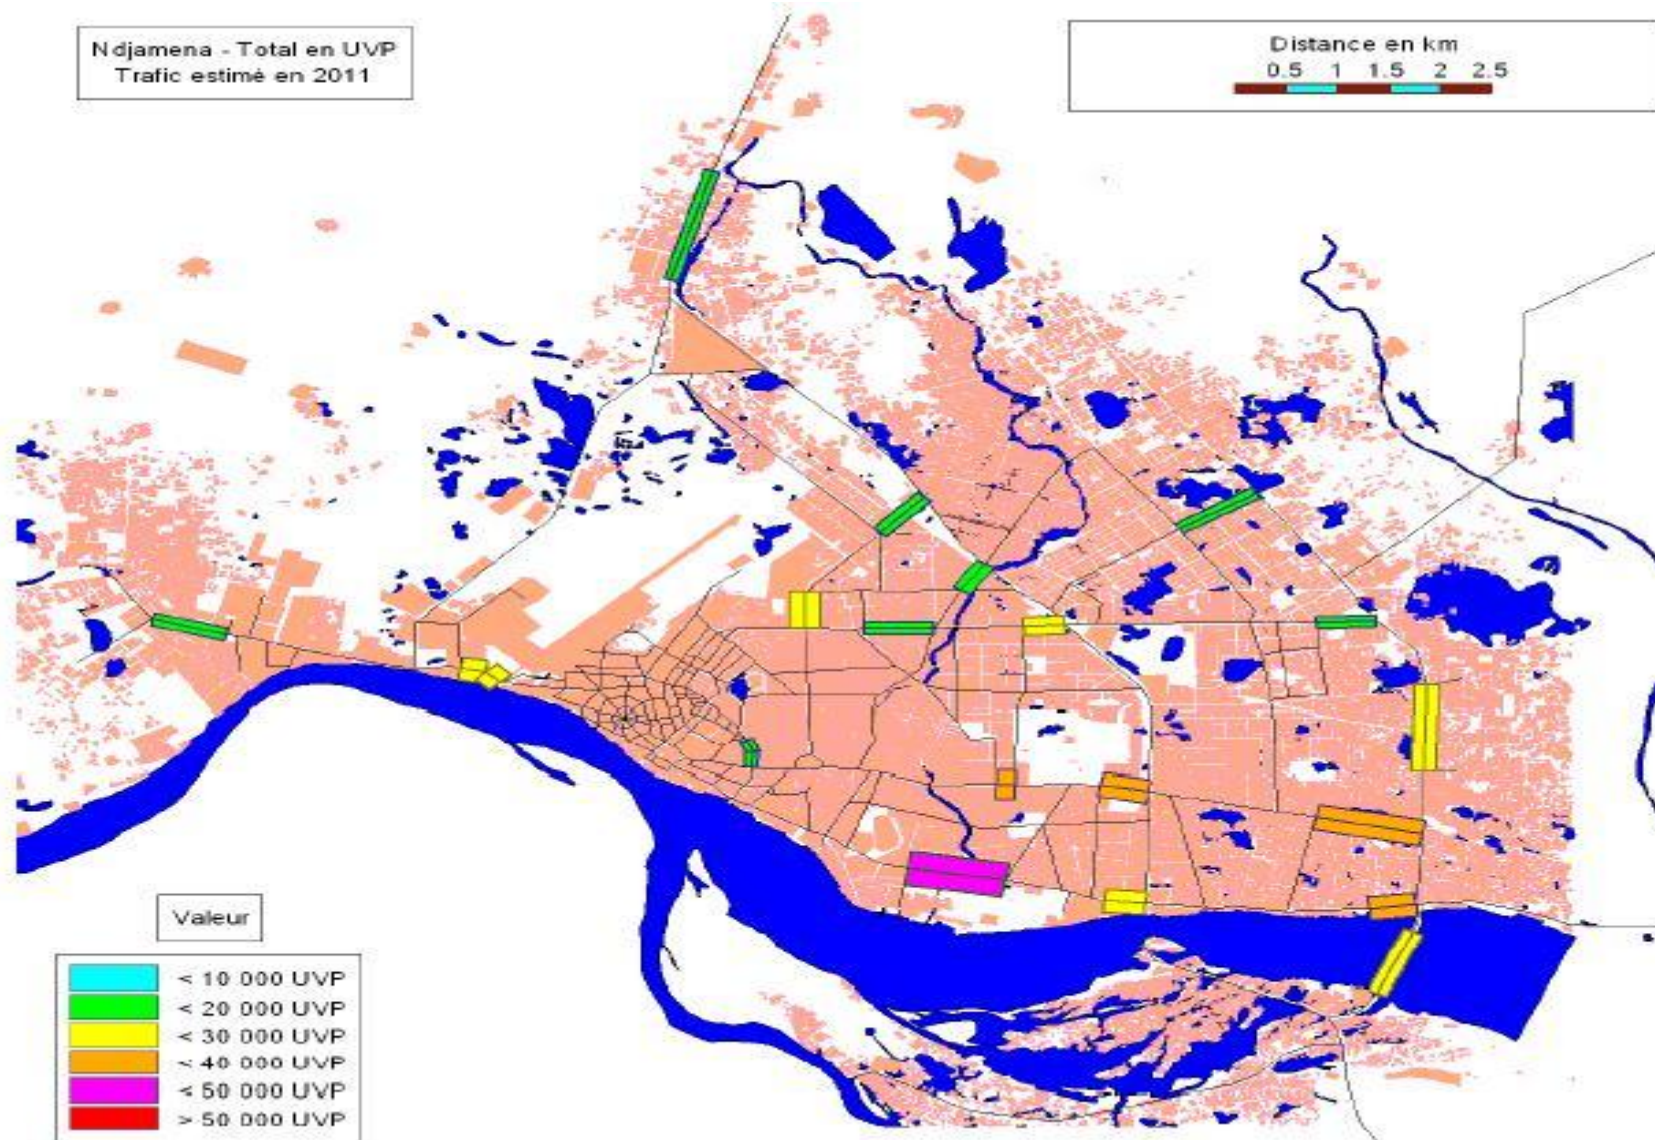 Ndjamena - Total en UVP
Trafic estimé en 2011
Distance en km
0.5 1 1.5 2 2.5
Valeur
< 10 000 UVP
< 20 000 UVP
< 30 000 UVP
< 40 000 UVP
< 50 000 UVP
> 50 000 UVP